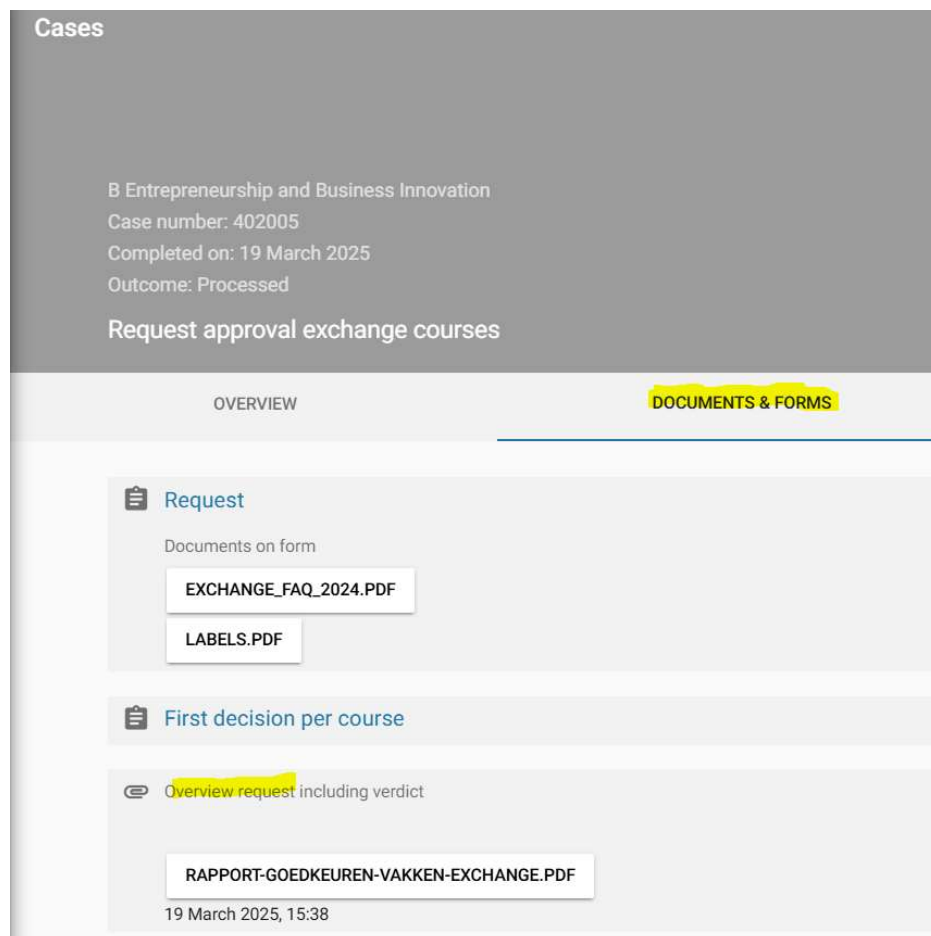 Cases
B Entrepreneurship and Business Innovation
Case number: 402005
Completed on: 19 March 2025
Outcome: Processed
Request approval exchange courses
OVERVIEW
DOCUMENTS & FORMS
Request
Documents on form
EXCHANGE_FAQ_2024.PDF
LABELS.PDF
First decision per course
Overview request including verdict
RAPPORT-GOEDKEUREN-VAKKEN-EXCHANGE.PDF
19 March 2025, 15:38